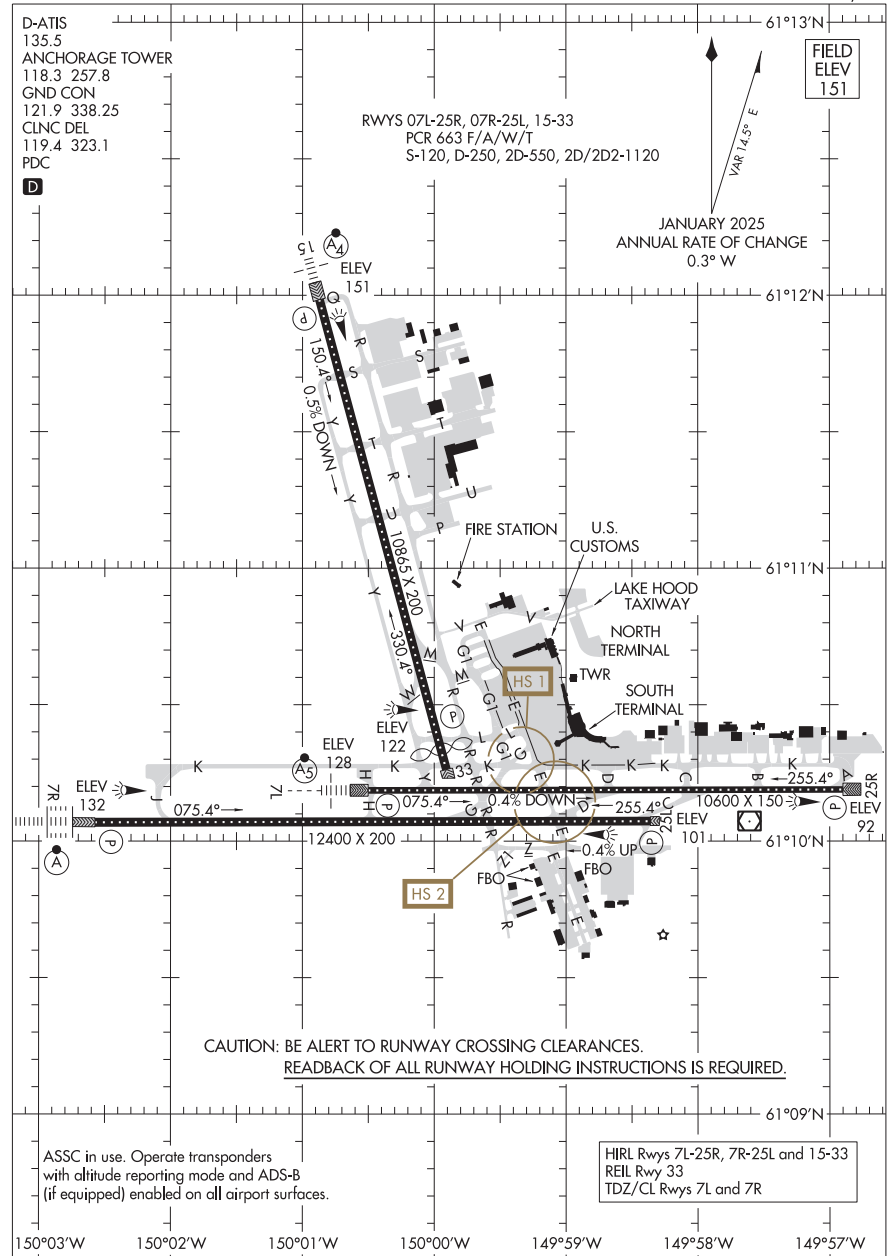 D-ATIS
135.5
ANCHORAGE TOWER
118.3 257.8
GND CON
121.9 338.25
CLNC DEL
119.4 323.1
PDC
D
RWYS 07L-25R, 07R-25L, 15-33
PCR 663 F/A/W/T
S-120, D-250, 2D-550, 2D/2D2-1120
61°13'N
FIELD
ELEV
151
VAR 14.5° E
JANUARY 2025
ANNUAL RATE OF CHANGE
0.3° W
15
A4
ELEV
151
61°12'N
Q
P
R
S
S
150.4°
0.5% DOWN
Y
Y
T
T
R
U
U
P
10865 X 200
FIRE STATION
U.S.
CUSTOMS
61°11'N
LAKE HOOD
TAXIWAY
NORTH
TERMINAL
TWR
SOUTH
TERMINAL
Y
330.4°
V
V
E
G1
M
M
W
R
G1
E
HS 1
P
ELEV
122
L
L
G
G1
R
33
A5
ELEV
128
K
K
K
K
K
K
H
H
Y
R
E
D
C
B
A
255.4°
25R
7R
ELEV
132
J
7L
P
075.4°
075.4°
0.4% DOWN
D
255.4°
C
10600 X 150
P
25L
ELEV
101
ELEV
92
A
P
12400 X 200
G
R
R
E
E
P
0.4% UP
61°10'N
Z
Z1
FBO
FBO
E
E
R
HS 2
CAUTION: BE ALERT TO RUNWAY CROSSING CLEARANCES.
READBACK OF ALL RUNWAY HOLDING INSTRUCTIONS IS REQUIRED.
61°09'N
ASSC in use. Operate transponders
with altitude reporting mode and ADS-B
(if equipped) enabled on all airport surfaces.
HIRL Rwys 7L-25R, 7R-25L and 15-33
REIL Rwy 33
TDZ/CL Rwys 7L and 7R
150°03'W 150°02'W 150°01'W 150°00'W 149°59'W 149°58'W 149°57'W